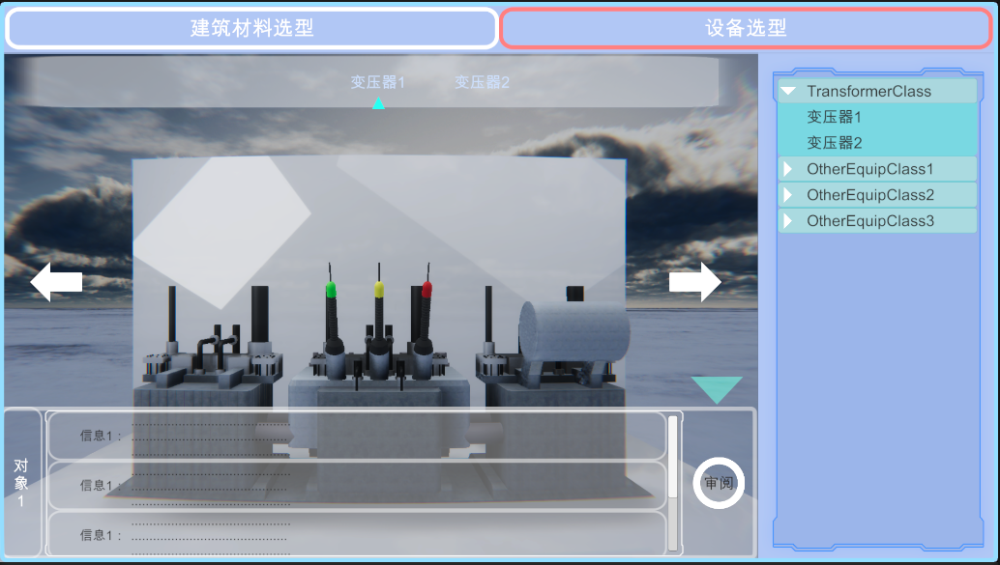 建筑材料选型
设备选型
变压器1
变压器2
TransformerClass
变压器1
变压器2
OtherEquipClass1
OtherEquipClass2
OtherEquipClass3
对象1
信息1：
信息1：
信息1：
审阅